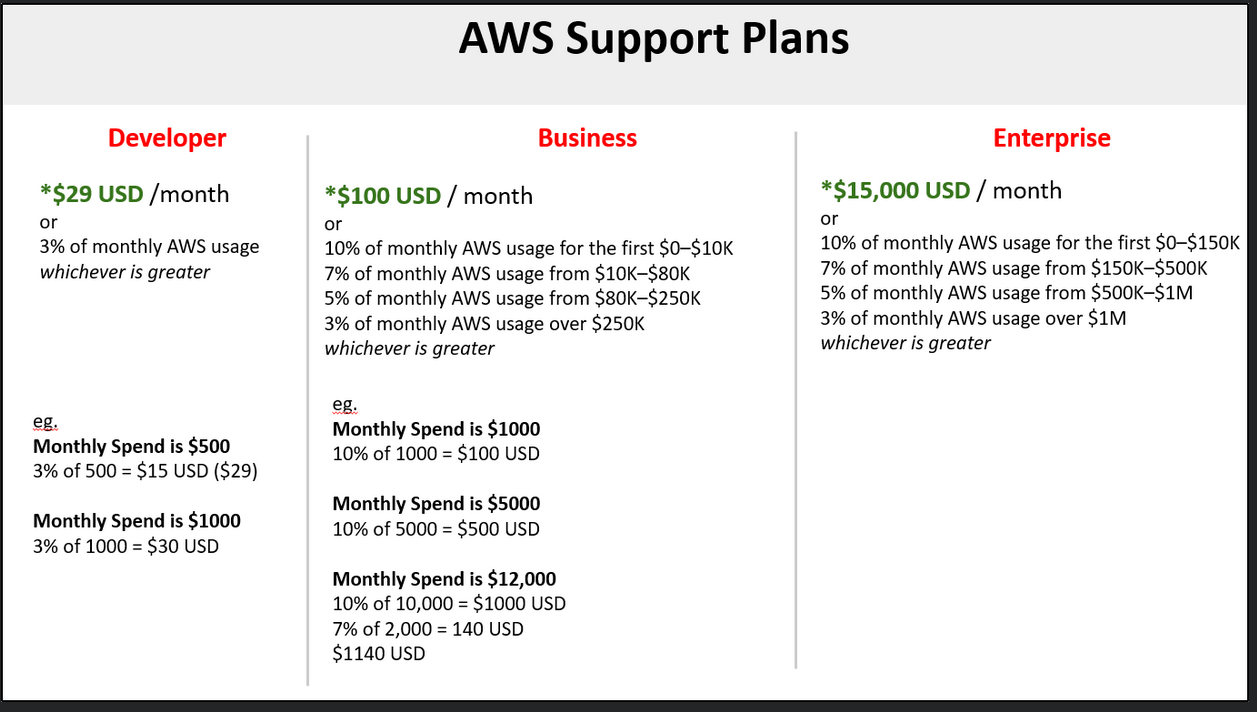 AWS Support Plans
Developer
*$29 USD /month
or
3% of monthly AWS usage
whichever is greater
eg.
Monthly Spend is $500
3% of 500 = $15 USD ($29)
Monthly Spend is $1000
3% of 1000 = $30 USD
Business
*$100 USD / month
or
10% of monthly AWS usage for the first $0–$10K
7% of monthly AWS usage from $10K–$80K
5% of monthly AWS usage from $80K–$250K
3% of monthly AWS usage over $250K
whichever is greater
eg.
Monthly Spend is $1000
10% of 1000 = $100 USD
Monthly Spend is $5000
10% of 5000 = $500 USD
Monthly Spend is $12,000
10% of 10,000 = $1000 USD
7% of 2,000 = 140 USD
$1140 USD
Enterprise
*$15,000 USD / month
or
10% of monthly AWS usage for the first $0–$150K
7% of monthly AWS usage from $150K–$500K
5% of monthly AWS usage from $500K–$1M
3% of monthly AWS usage over $1M
whichever is greater